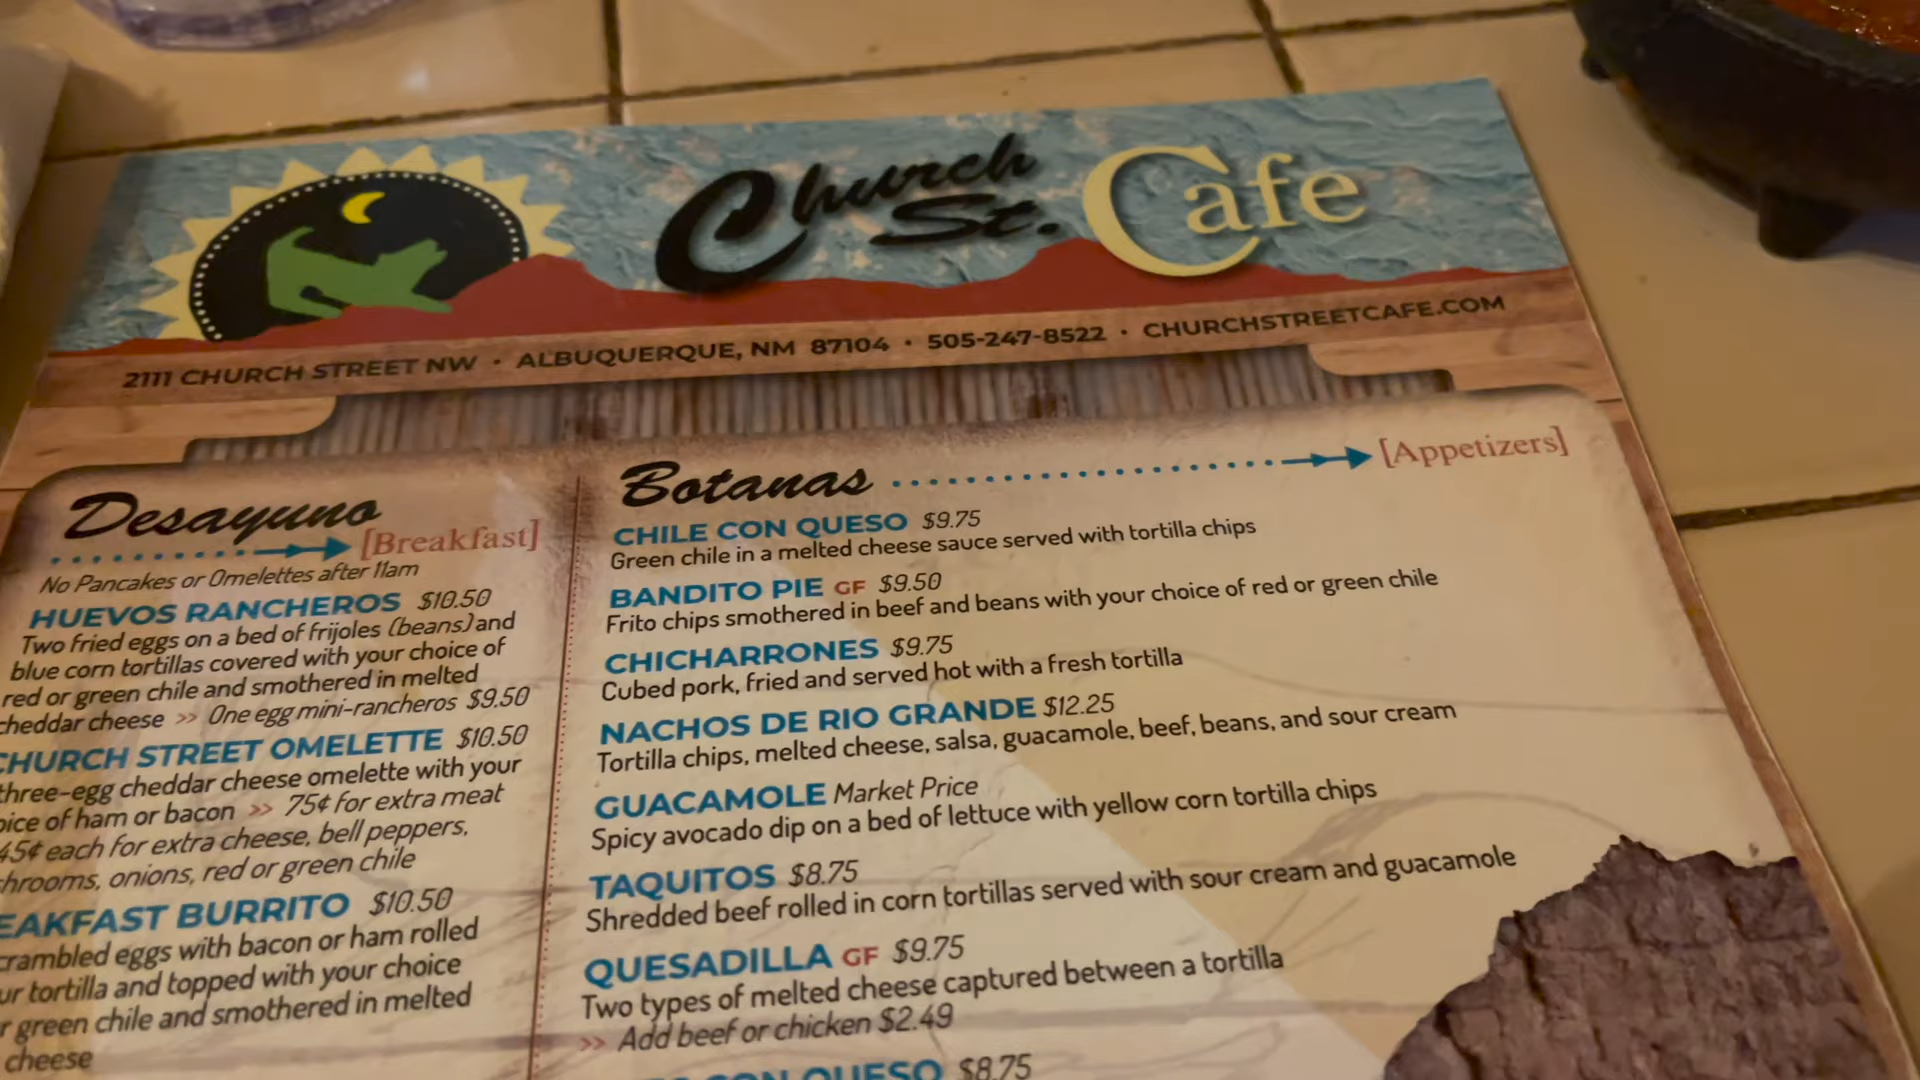 Church St. Cafe
2111 CHURCH STREET NW · ALBUQUERQUE, NM 87104 · 505-247-8522 · CHURCHSTREETCAFE.COM
Desayuno
[Breakfast]
No Pancakes or Omelettes after 11am
HUEVOS RANCHEROS $10.50
Two fried eggs on a bed of frijoles (beans) and
blue corn tortillas covered with your choice of
red or green chile and smothered in melted
cheddar cheese >> One egg mini-rancheros $9.50
CHURCH STREET OMELETTE $10.50
three-egg cheddar cheese omelette with your
of ham or bacon >> 75¢ for extra meat
45¢ each for extra cheese, bell peppers,
onions, red or green chile
BURRITO $10.50
eggs with bacon or ham rolled
tortilla and topped with your choice
green chile and smothered in melted
cheese
Botanas [Appetizers]
CHILE CON QUESO $9.75
Green chile in a melted cheese sauce served with tortilla chips
BANDITO PIE GF $9.50
Frito chips smothered in beef and beans with your choice of red or green chile
CHICHARRONES $9.75
Cubed pork, fried and served hot with a fresh tortilla
NACHOS DE RIO GRANDE $12.25
Tortilla chips, melted cheese, salsa, guacamole, beef, beans, and sour cream
GUACAMOLE Market Price
Spicy avocado dip on a bed of lettuce with yellow corn tortilla chips
TAQUITOS $8.75
Shredded beef rolled in corn tortillas served with sour cream and guacamole
QUESADILLA GF $9.75
Two types of melted cheese captured between a tortilla
>> Add beef or chicken $2.49
CON QUESO $8.75